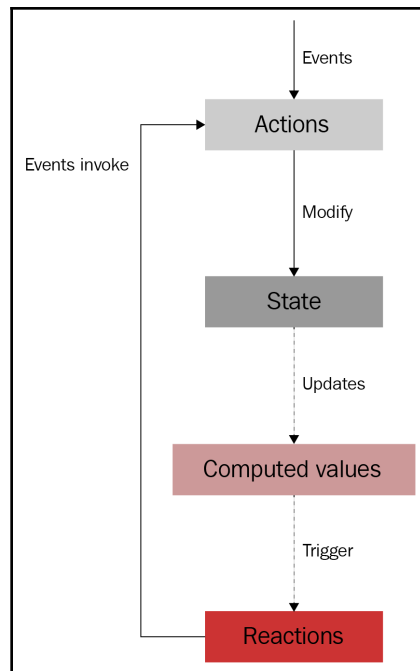 Events
Actions
Events invoke
Modify
State
Updates
Computed values
Trigger
Reactions